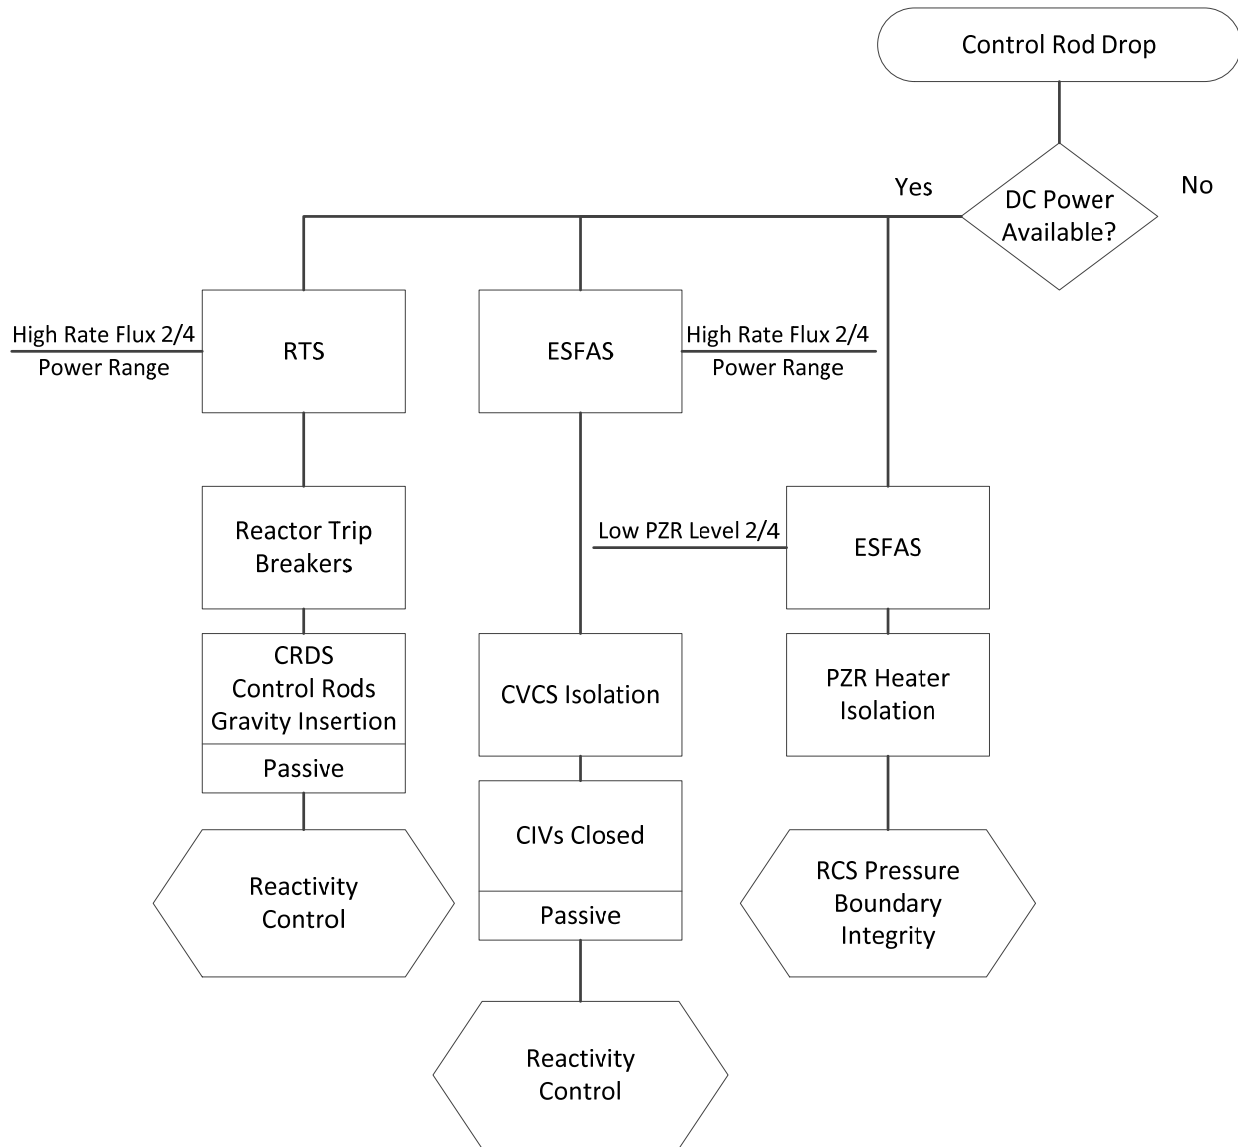 Control Rod Drop
Yes
No
DC Power
Available?
High Rate Flux 2/4
Power Range
RTS
ESFAS
High Rate Flux 2/4
Power Range
Reactor Trip
Breakers
Low PZR Level 2/4
ESFAS
CRDS
Control Rods
Gravity Insertion
Passive
CVCS Isolation
PZR Heater
Isolation
CIVs Closed
Passive
Reactivity
Control
RCS Pressure
Boundary
Integrity
Reactivity
Control